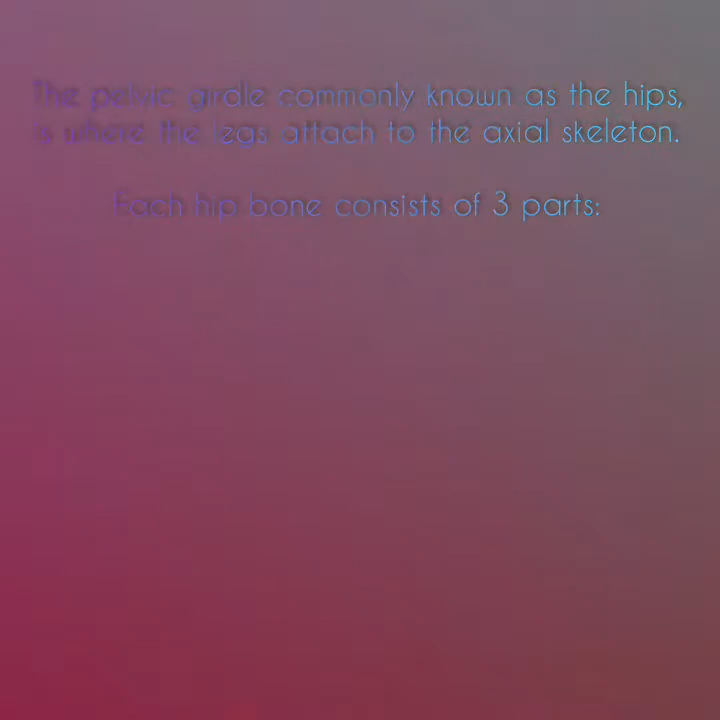 The pelvic girdle commonly known as the hips,
is where the legs attach to the axial skeleton.
Each hip bone consists of 3 parts: